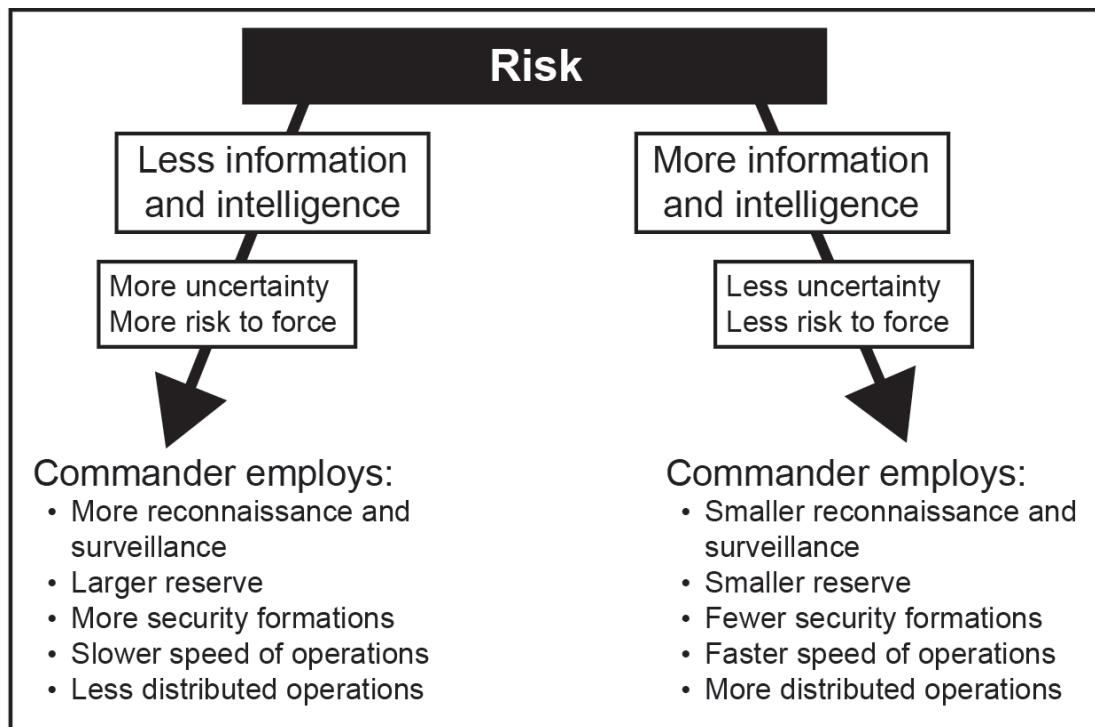 Risk
Less information
and intelligence
More uncertainty
More risk to force
Commander employs:
• More reconnaissance and
surveillance
• Larger reserve
• More security formations
• Slower speed of operations
• Less distributed operations
More information
and intelligence
Less uncertainty
Less risk to force
Commander employs:
• Smaller reconnaissance and
surveillance
• Smaller reserve
• Fewer security formations
• Faster speed of operations
• More distributed operations